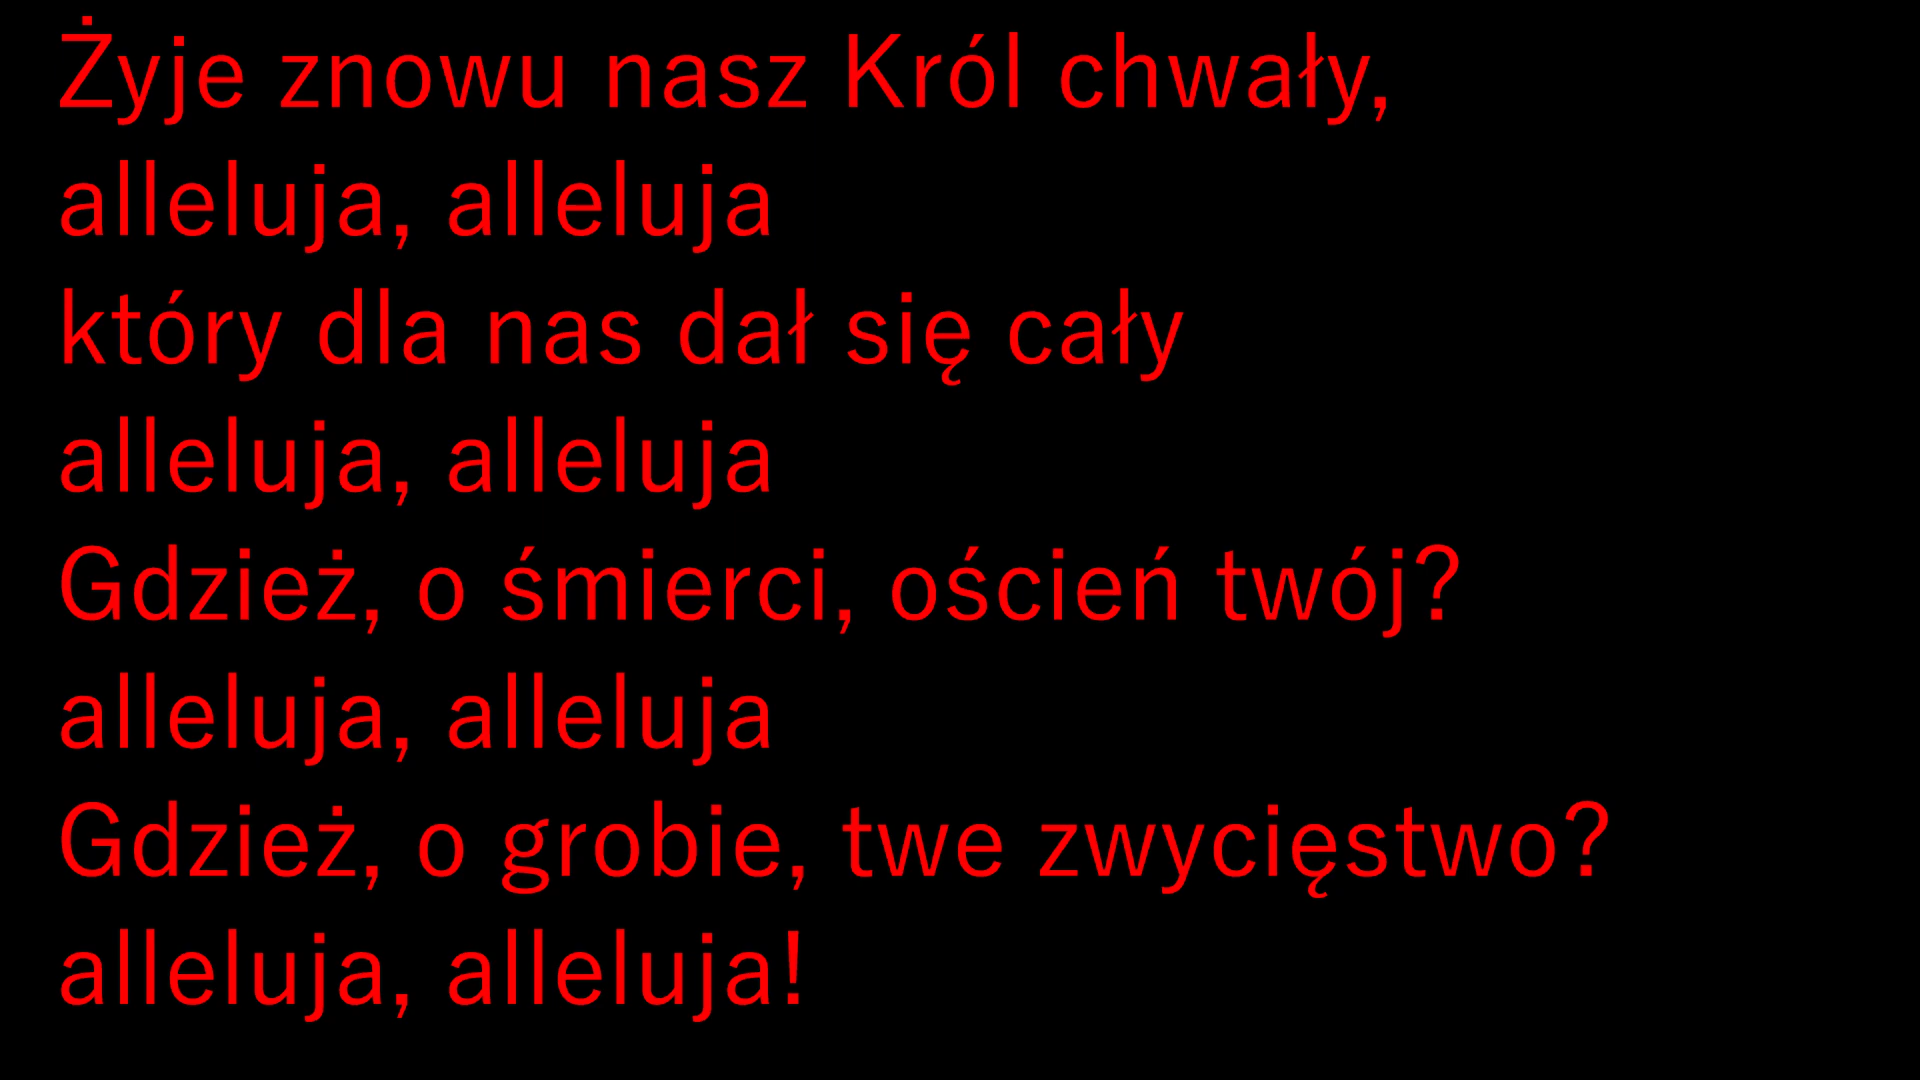 Żyje znowu nasz Król chwały,
alleluja, alleluja
który dla nas dał się cały
alleluja, alleluja
Gdzież, o śmierci, oścień twój?
alleluja, alleluja
Gdzież, o grobie, twe zwycięstwo?
alleluja, alleluja!